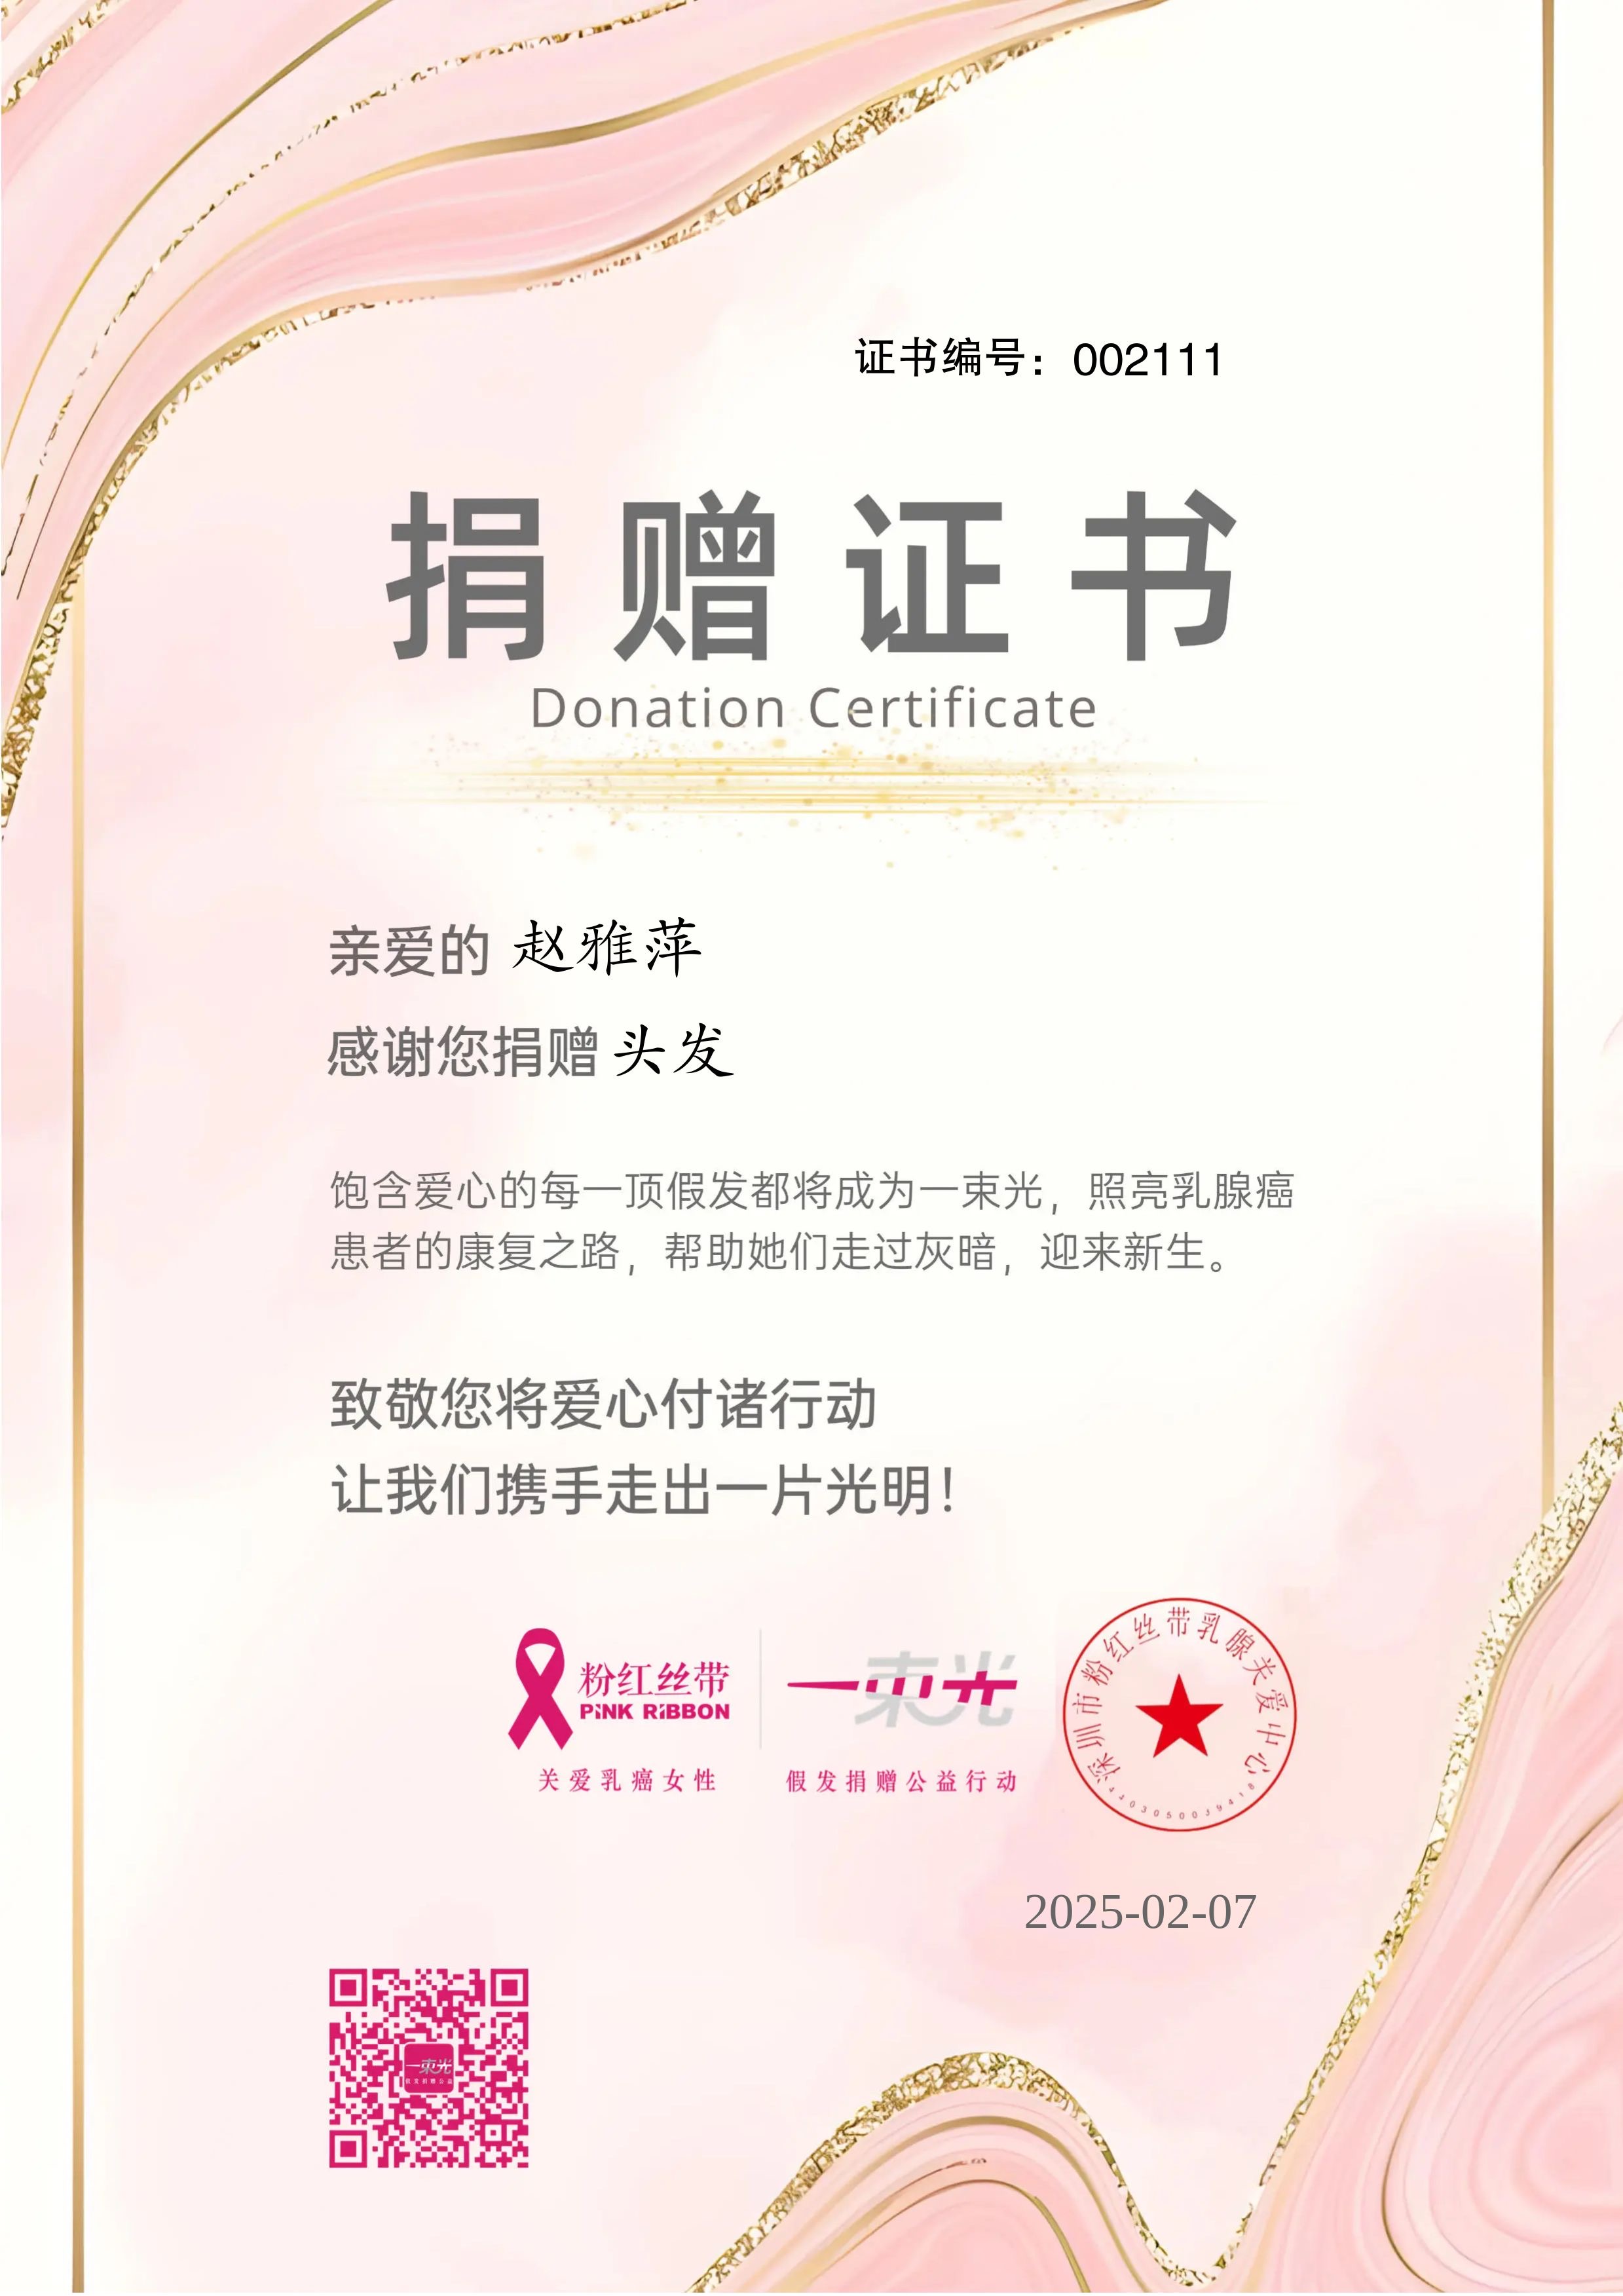 证书编号：002111
捐赠证书
Donation Certificate
亲爱的 赵雅萍
感谢您捐赠 头发
饱含爱心的每一顶假发都将成为一束光，照亮乳腺癌
患者的康复之路，帮助她们走过灰暗，迎来新生。
致敬您将爱心付诸行动
让我们携手走出一片光明！
粉红丝带
PiNK RiBBON
关爱乳癌女性
一束光
假发捐赠公益行动
深圳市粉红丝带乳腺关爱中心
2025-02-07
一束光
假发捐赠公益